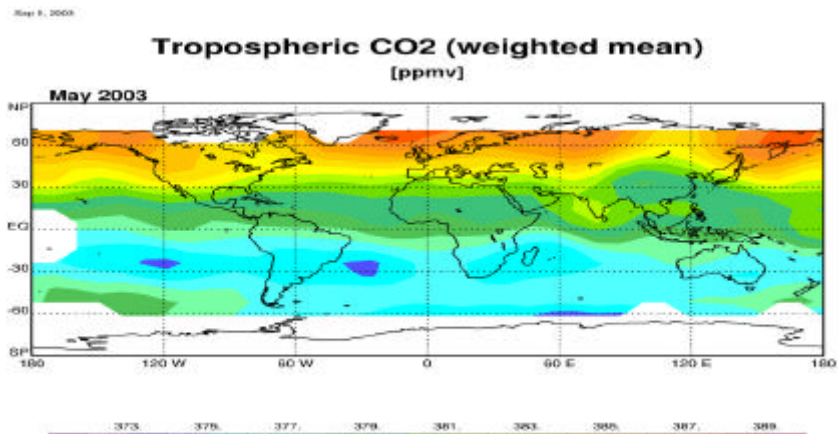 Sep 1, 2003
Tropospheric CO2 (weighted mean)
[ppmv]
May 2003
NP
60
30
EQ
-30
-60
SP
180 120 W 60 W 0 60 E 120 E 180
373. 375. 377. 379. 381. 383. 385. 387. 389.